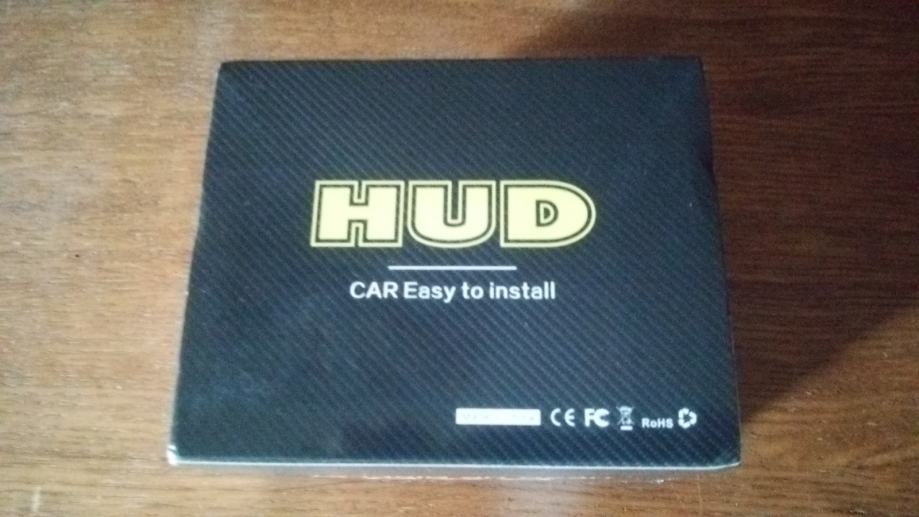 HUD
CAR Easy to install
CE FC RoHS